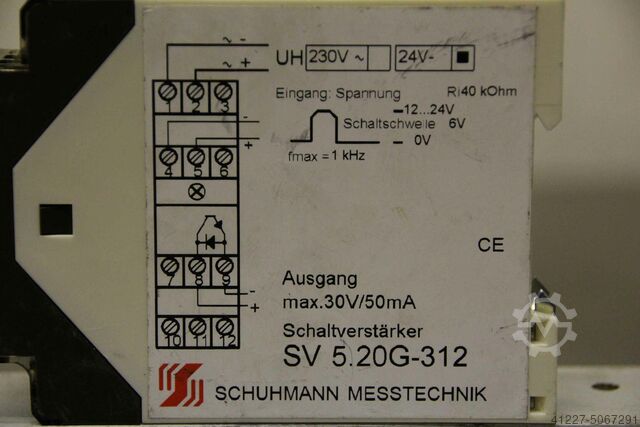 ~ -
~ +
UH 230V ~ 24V- ■
1 2 3
Eingang: Spannung Ri 40 kOhm
-
+
12...24V
Schaltschwelle 6V
0V
fmax = 1 kHz
4 5 6
CE
7 8 9
Ausgang
-
+
max.30V/50mA
10 11 12
Schaltverstärker
SV 5.20G-312
SCHUHMANN MESSTECHNIK
41227-5067291